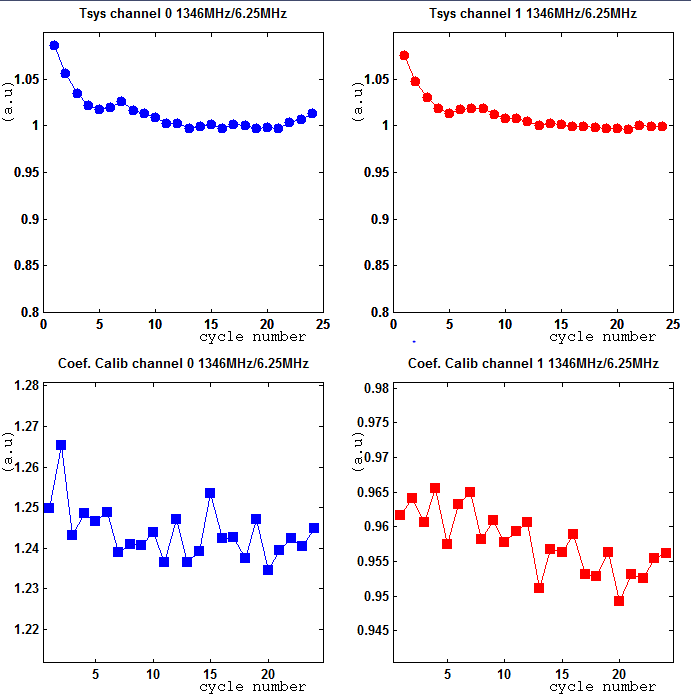 Tsys channel 0 1346MHz/6.25MHz
(a.u)
1.05
1
0.95
0.9
0.85
0.8
0 5 10 15 20 25
cycle number
Tsys channel 1 1346MHz/6.25MHz
(a.u)
1.05
1
0.95
0.9
0.85
0.8
0 5 10 15 20 25
cycle number
Coef. Calib channel 0 1346MHz/6.25MHz
(a.u)
1.28
1.27
1.26
1.25
1.24
1.23
1.22
5 10 15 20
cycle number
Coef. Calib channel 1 1346MHz/6.25MHz
(a.u)
0.98
0.975
0.97
0.965
0.96
0.955
0.95
0.945
5 10 15 20
cycle number